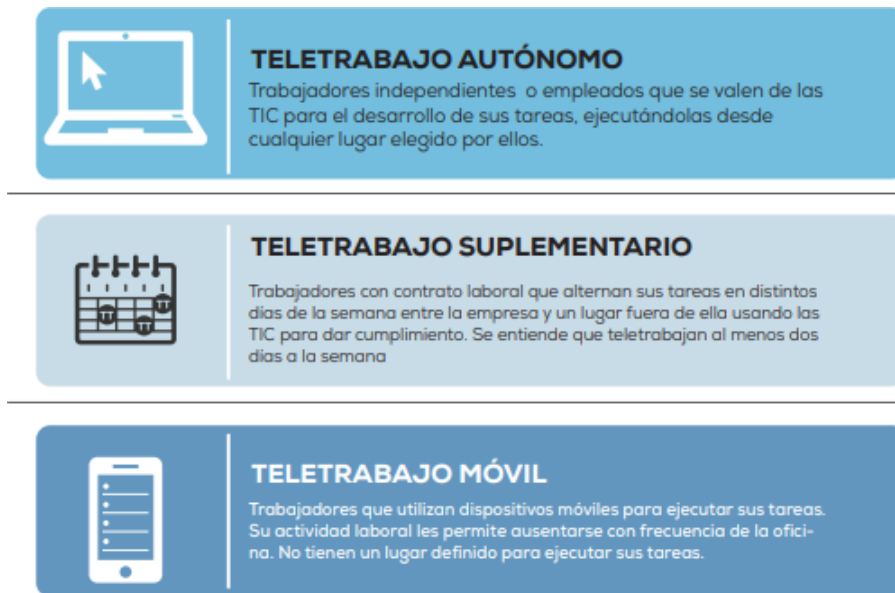 TELETRABAJO AUTÓNOMO
Trabajadores independientes o empleados que se valen de las
TIC para el desarrollo de sus tareas, ejecutándolas desde
cualquier lugar elegido por ellos.
TELETRABAJO SUPLEMENTARIO
Trabajadores con contrato laboral que alternan sus tareas en distintos
días de la semana entre la empresa y un lugar fuera de ella usando las
TIC para dar cumplimiento. Se entiende que teletrabajan al menos dos
días a la semana
TELETRABAJO MÓVIL
Trabajadores que utilizan dispositivos móviles para ejecutar sus tareas.
Su actividad laboral les permite ausentarse con frecuencia de la ofici-
na. No tienen un lugar definido para ejecutar sus tareas.